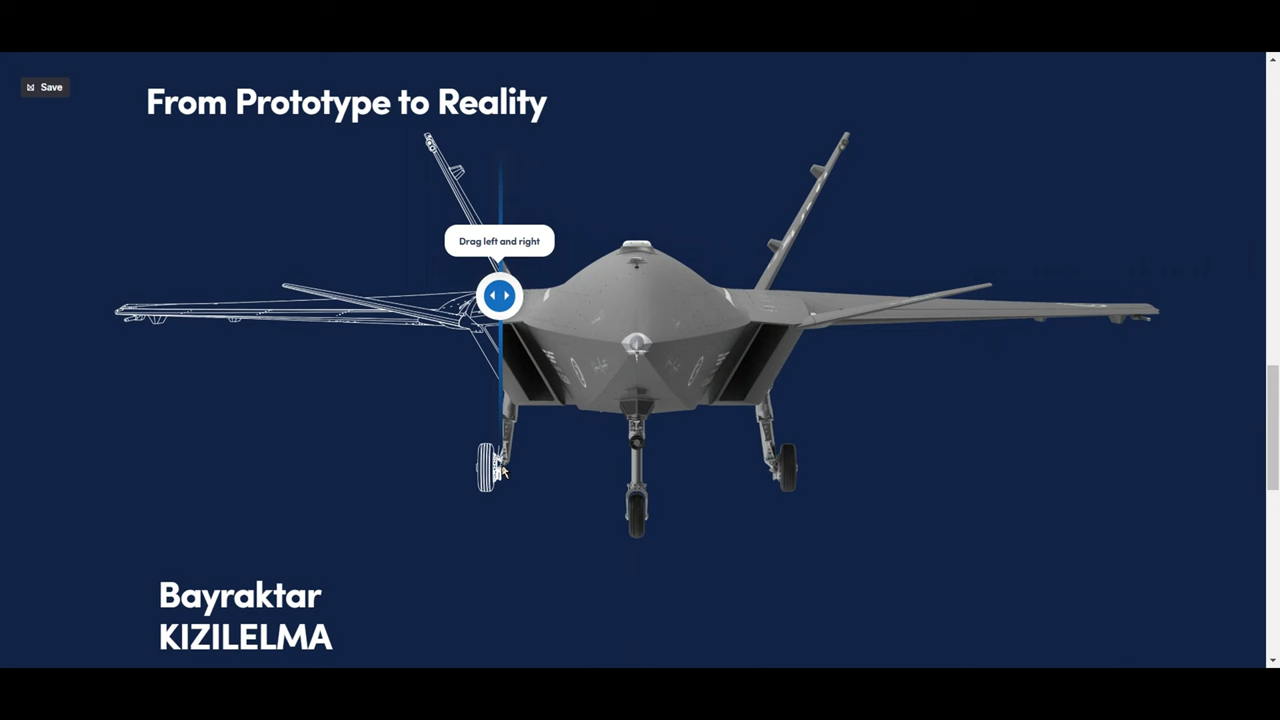 Save
From Prototype to Reality
Drag left and right
Bayraktar
KIZILELMA